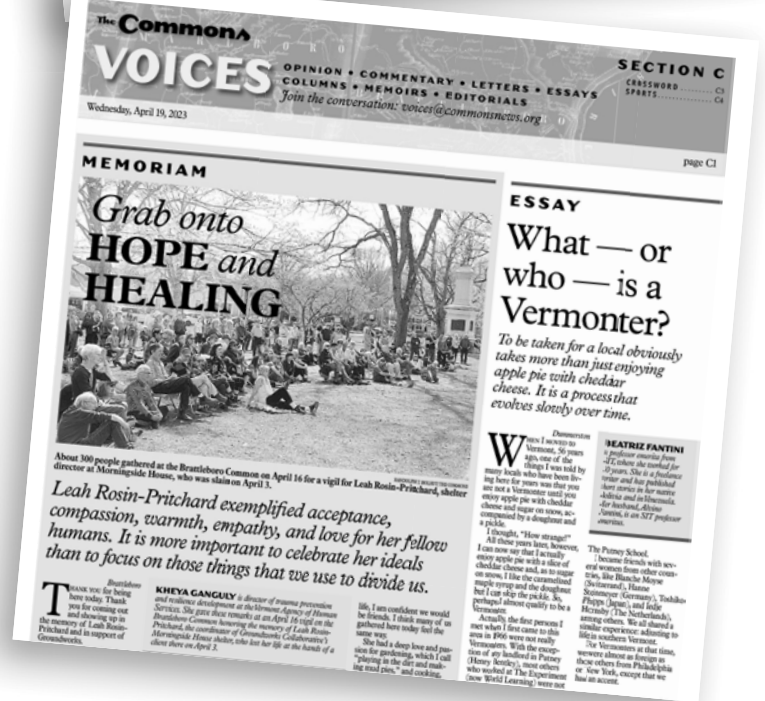 The Commons
VOICES
OPINION • COMMENTARY • LETTERS • ESSAYS
COLUMNS • MEMOIRS • EDITORIALS
Join the conversation: voices@commonsnews.org
SECTION C
CROSSWORD .......... C3
SPORTS .......... C4
Wednesday, April 19, 2023
page C1
MEMORIAM
Grab onto
HOPE and
HEALING
About 300 people gathered at the Brattleboro Common on April 16 for a vigil for Leah Rosin-Pritchard, shelter
director at Morningside House, who was slain on April 3.
Leah Rosin-Pritchard exemplified acceptance,
compassion, warmth, empathy, and love for her fellow
humans. It is more important to celebrate her ideals
than to focus on those things that we use to divide us.
Brattleboro
THANK YOU for being
here today. Thank
you for coming out
and showing up in
the memory of Leah Rosin-
Pritchard and in support of
Groundworks.
KHEYA GANGULY is director of trauma prevention
and resilience development at the Vermont Agency of Human
Services. She gave these remarks at an April 16 vigil on the
Brattleboro Common honoring the memory of Leah Rosin-
Pritchard, the coordinator of Groundworks Collaborative's
Morningside House shelter, who lost her life at the hands of a
client there on April 3.
life, I am confident we would
be friends. I think many of us
gathered here today feel the
same way.
She had a deep love and pas-
sion for gardening, which I call
"playing in the dirt and mak-
ing mud pies," and cooking,
ESSAY
What — or
who — is a
Vermonter?
To be taken for a local obviously
takes more than just enjoying
apple pie with cheddar
cheese. It is a process that
evolves slowly over time.
Dummerston
WHEN I MOVED to
Vermont, 56 years
ago, one of the
things I was told by
many locals who have been liv-
ing here for years was that you
are not a Vermonter until you
enjoy apple pie with cheddar
cheese and sugar on snow, ac-
companied by a doughnut and
a pickle.
I thought, "How strange!"
All these years later, however,
I can now say that I actually
enjoy apple pie with a slice of
cheddar cheese and, as to sugar
on snow, I like the caramelized
maple syrup and the doughnut
but I can skip the pickle. So,
perhaps I almost qualify to be a
Vermonter.
Actually, the first persons I
met when I first came to this
area in 1966 were not really
Vermonters. With the excep-
tion of my landlord in Putney
(Henry Bentley), most others
who worked at The Experiment
(now World Learning) were not
BEATRIZ FANTINI
professor emerita from
SIT, where she worked for
years. She is a freelance
writer and has published
short stories in her native
Bolivia and in Venezuela.
Her husband, Alvino
Fantini, is an SIT professor
emeritus.
The Putney School.
I became friends with sev-
eral women from other coun-
tries, like Blanche Moyse
(Switzerland), Hanne
Steinmeyer (Germany), Toshiko
Phipps (Japan), and Indie
Hornby (The Netherlands),
among others. We all shared a
similar experience: adjusting to
life in southern Vermont.
For Vermonters at that time,
we were almost as foreign as
those others from Philadelphia
or New York, except that we
had an accent.